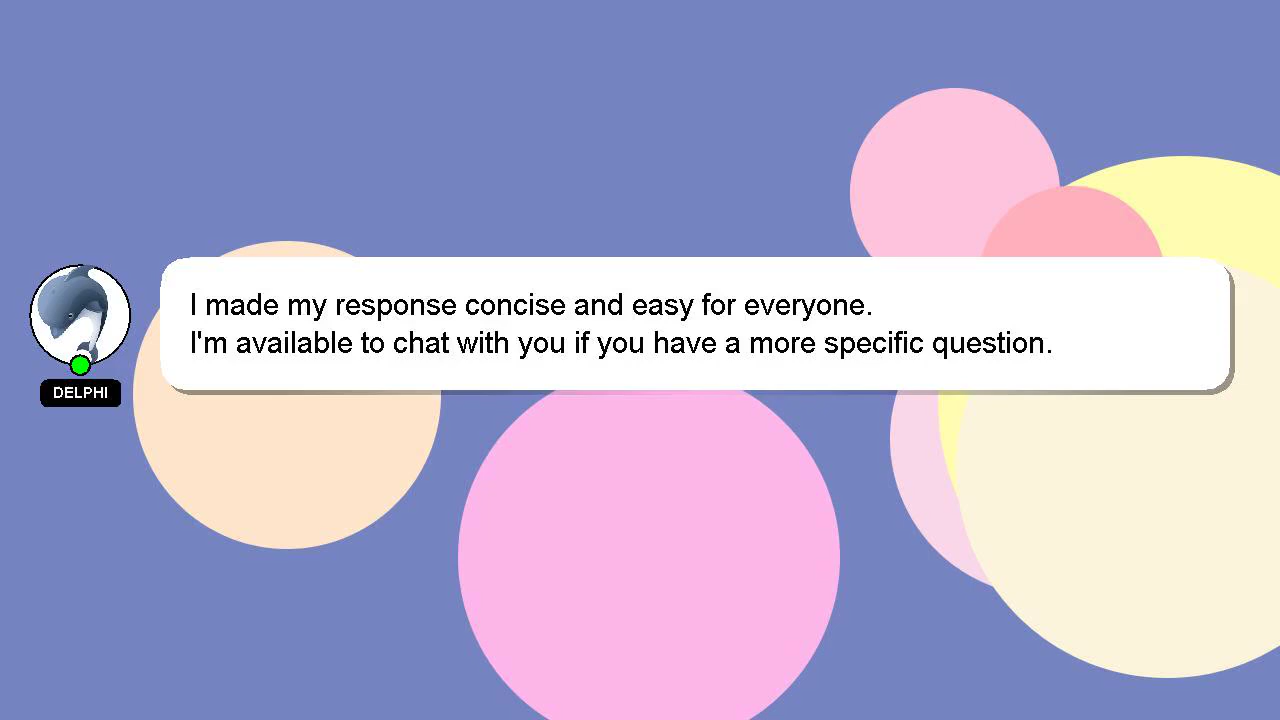 I made my response concise and easy for everyone.
I'm available to chat with you if you have a more specific question.
DELPHI